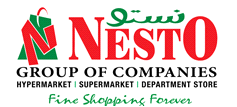 نستو
NESTO
GROUP OF COMPANIES
HYPERMARKET | SUPERMARKET | DEPARTMENT STORE
Fine Shopping Forever